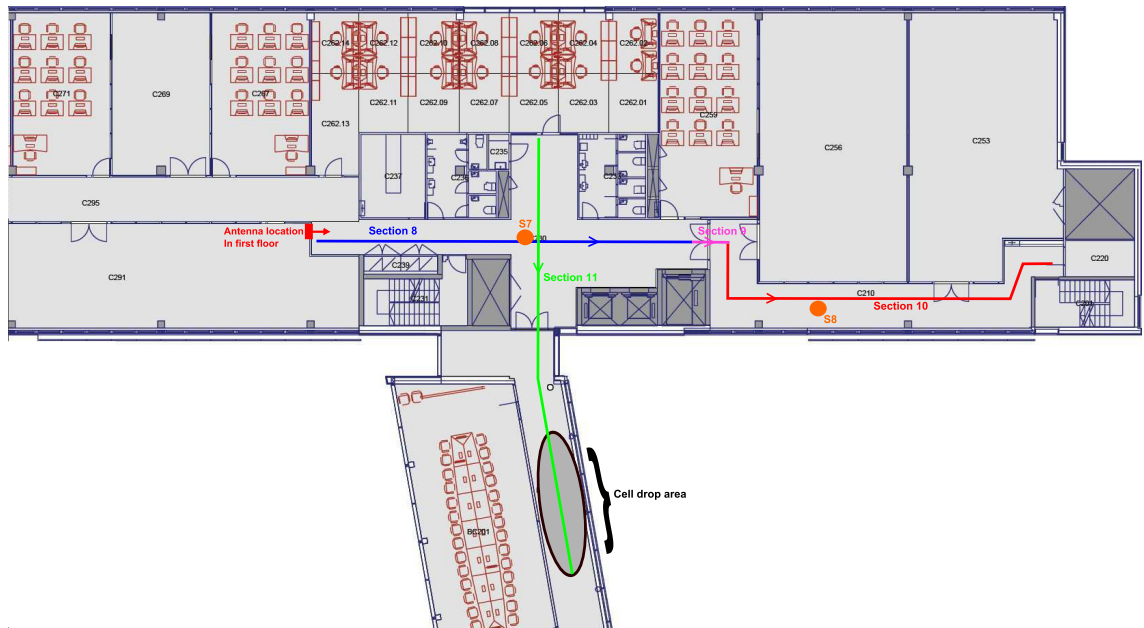 C262.14
C262.12
C262.10
C262.08
C262.06
C262.04
C262.02
C271
C269
C267
C262.11
C262.09
C262.07
C262.05
C262.03
C262.01
C259
C262.13
C256
C253
C235
C237
C236
C295
S7
Antenna location
In first floor
Section 8
Section 9
C291
C239
Section 11
C220
C231
C210
Section 10
C201
S8
Cell drop area